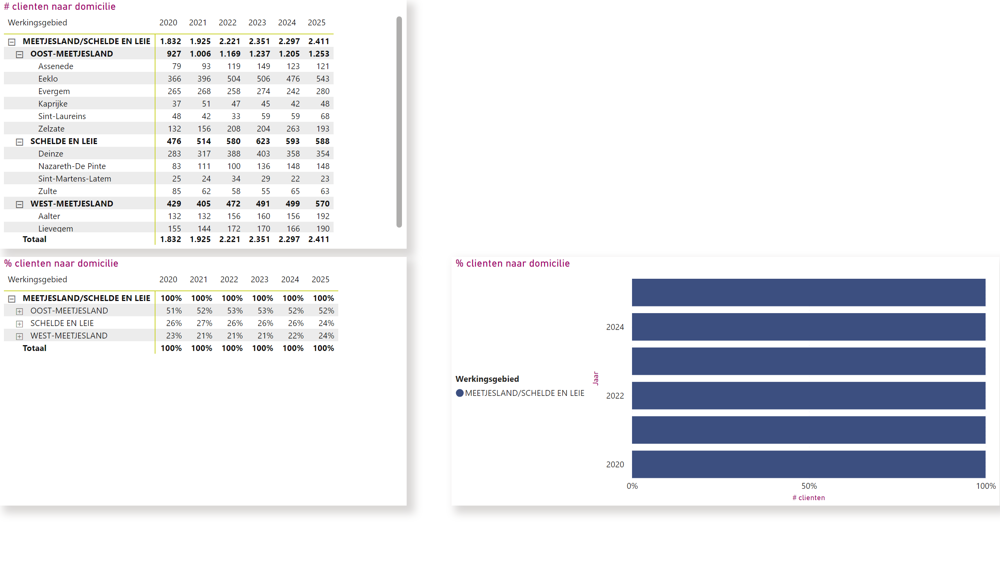 # clienten naar domicilie
Werkingsgebied 2020 2021 2022 2023 2024 2025
MEETJESLAND/SCHELDE EN LEIE 1.832 1.925 2.221 2.351 2.297 2.411
OOST-MEETJESLAND 927 1.006 1.169 1.237 1.205 1.253
Assenede 79 93 119 149 123 121
Eeklo 366 396 504 506 476 543
Evergem 265 268 258 274 242 280
Kaprijke 37 51 47 45 42 48
Sint-Laureins 48 42 33 59 59 68
Zelzate 132 156 208 204 263 193
SCHELDE EN LEIE 476 514 580 623 593 588
Deinze 283 317 388 403 358 354
Nazareth-De Pinte 83 111 100 136 148 148
Sint-Martens-Latem 25 24 34 29 22 23
Zulte 85 62 58 55 65 63
WEST-MEETJESLAND 429 405 472 491 499 570
Aalter 132 132 156 160 156 192
Lievegem 155 144 172 170 166 190
Totaal 1.832 1.925 2.221 2.351 2.297 2.411
% clienten naar domicilie
Werkingsgebied 2020 2021 2022 2023 2024 2025
MEETJESLAND/SCHELDE EN LEIE 100% 100% 100% 100% 100% 100%
OOST-MEETJESLAND 51% 52% 53% 53% 52% 52%
SCHELDE EN LEIE 26% 27% 26% 26% 26% 24%
WEST-MEETJESLAND 23% 21% 21% 21% 22% 24%
Totaal 100% 100% 100% 100% 100% 100%
% clienten naar domicilie
Werkingsgebied
MEETJESLAND/SCHELDE EN LEIE
Jaar
2024
2022
2020
0% 50% 100%
# clienten